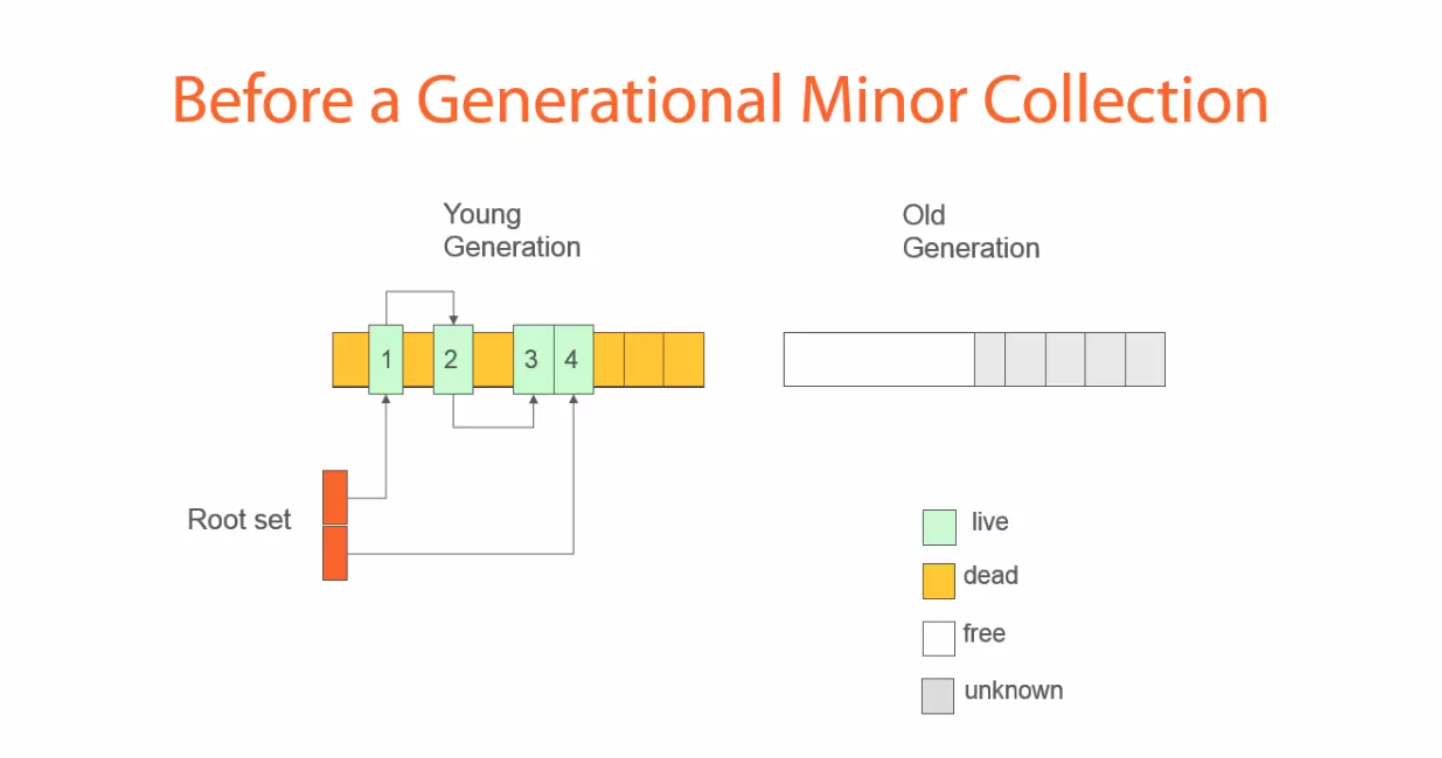 Before a Generational Minor Collection
Young
Generation
Old
Generation
1
2
3
4
Root set
live
dead
free
unknown